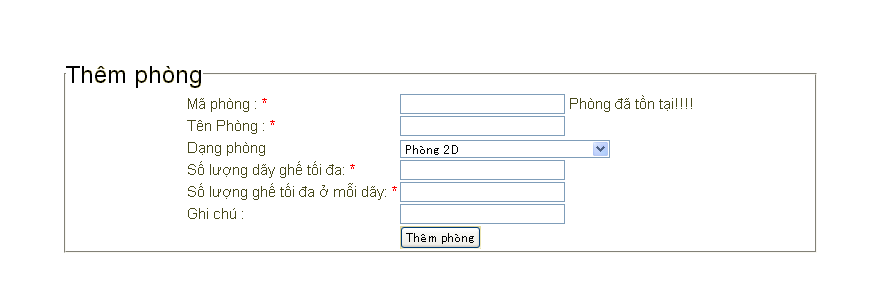 Thêm phòng
Mã phòng : * Phòng đã tồn tại!!!!
Tên Phòng : *
Dạng phòng Phòng 2D
Số lượng dãy ghế tối đa: *
Số lượng ghế tối đa ở mỗi dãy: *
Ghi chú :
Thêm phòng